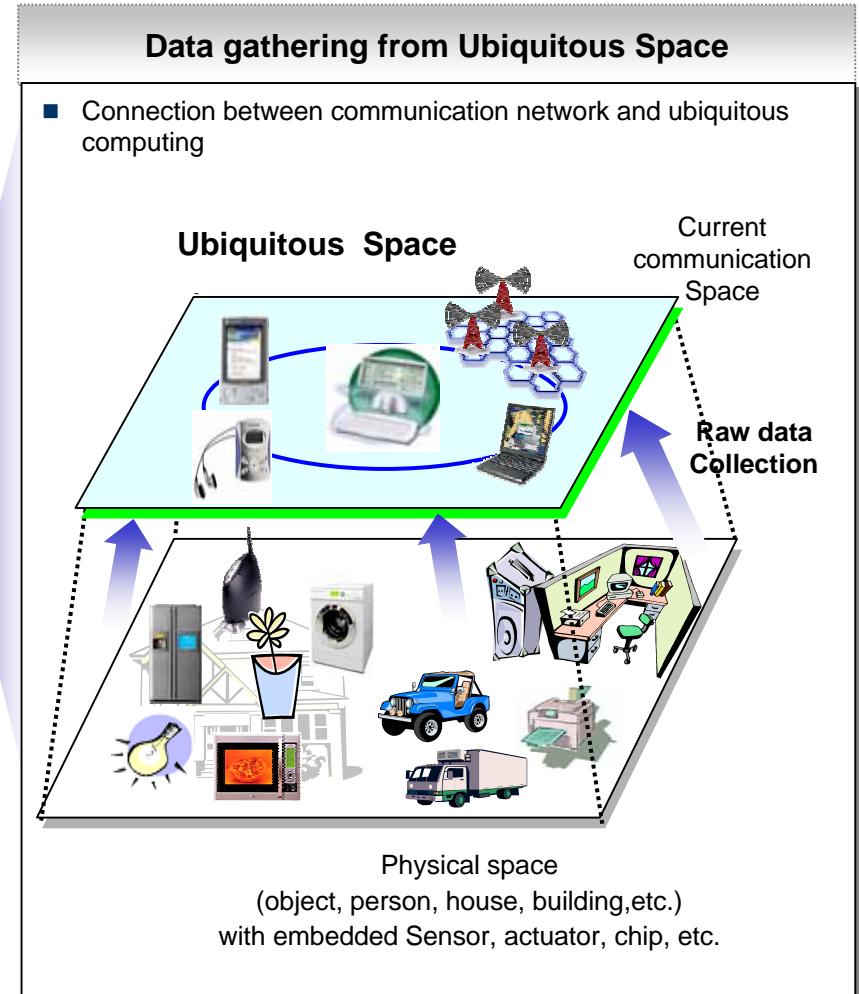 Data gathering from Ubiquitous Space
Connection between communication network and ubiquitous
computing
Ubiquitous Space
Current
communication
Space
Raw data
Collection
Physical space
(object, person, house, building,etc.)
with embedded Sensor, actuator, chip, etc.